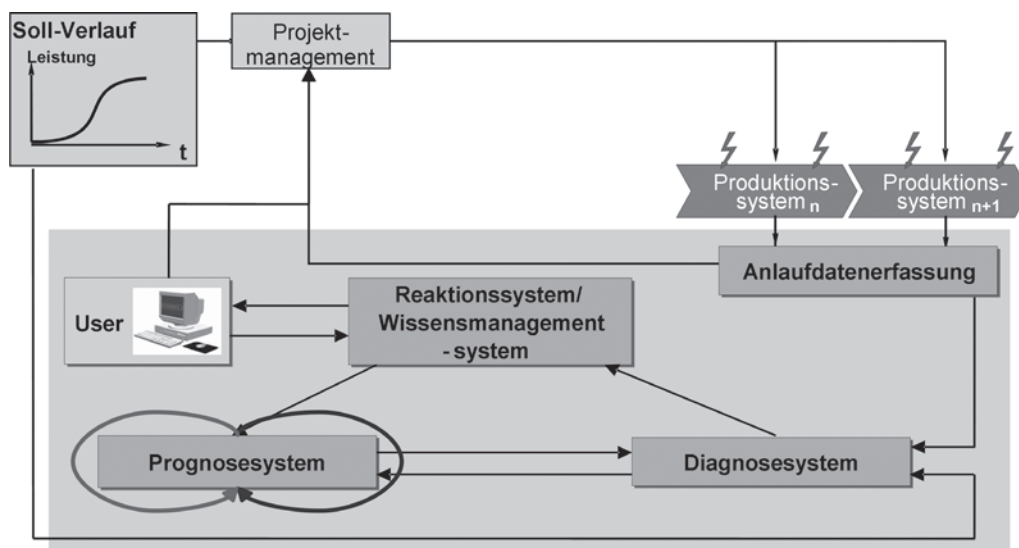 Soll-Verlauf
Leistung
t
Projekt-
management
Produktions-
system n
Produktions-
system n+1
Anlaufdatenerfassung
User
Reaktionssystem/
Wissensmanagement
-system
Prognosesystem
Diagnosesystem